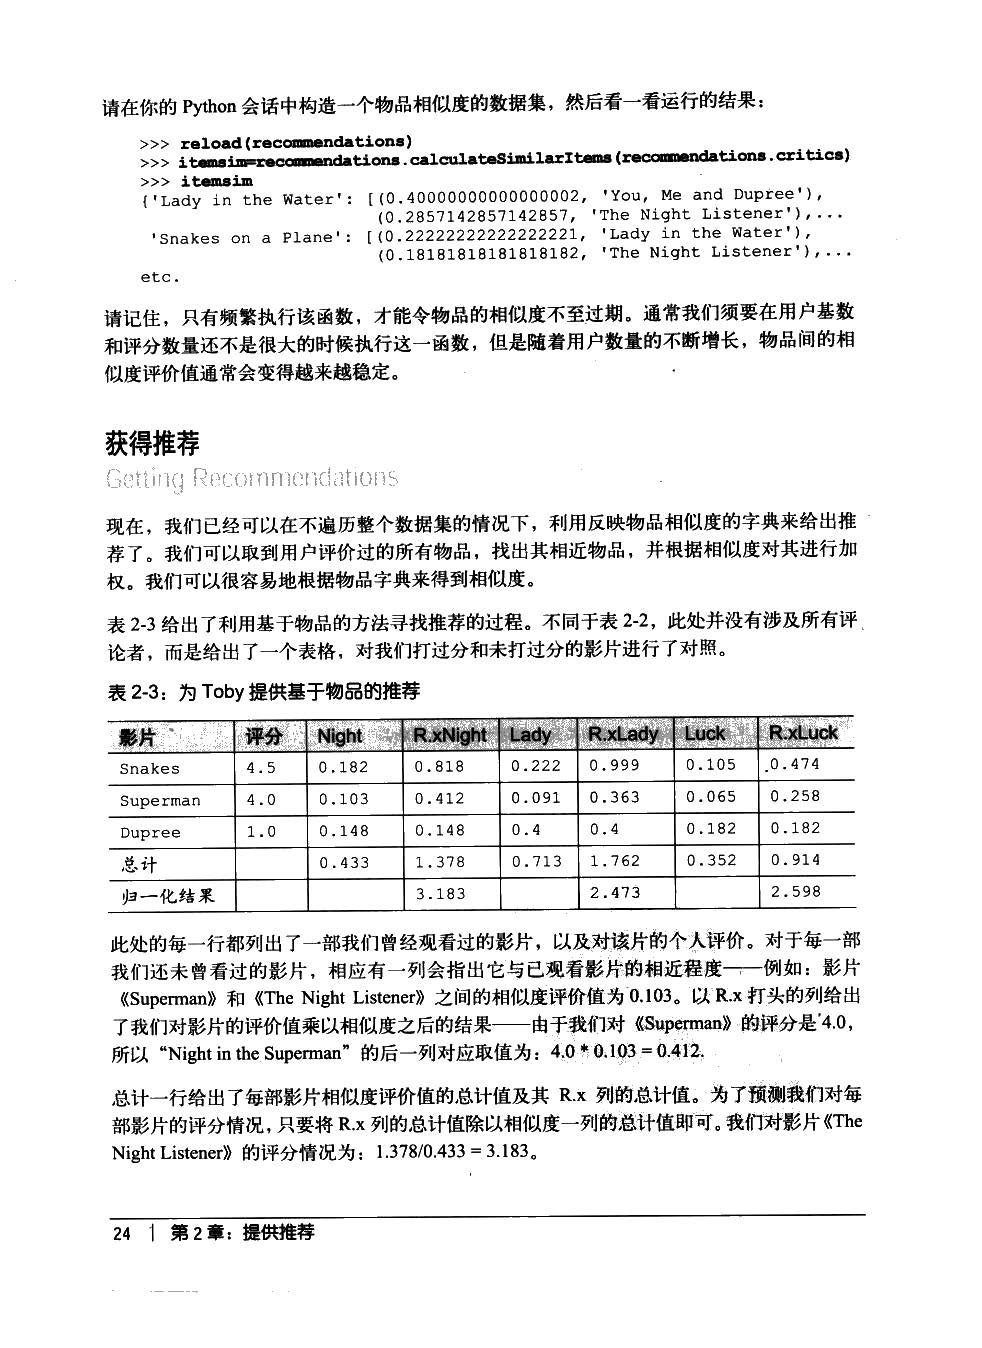 请在你的 Python 会话中构造一个物品相似度的数据集，然后看一看运行的结果：
>>> reload(recommendations)
>>> itemsim=recommendations.calculateSimilarItems(recommendations.critics)
>>> itemsim
{'Lady in the Water': [(0.40000000000000002, 'You, Me and Dupree'),
(0.2857142857142857, 'The Night Listener'),...
'Snakes on a Plane': [(0.22222222222222221, 'Lady in the Water'),
(0.18181818181818182, 'The Night Listener'),...
etc.
请记住，只有频繁执行该函数，才能令物品的相似度不至过期。通常我们须要在用户基数
和评分数量还不是很大的时候执行这一函数，但是随着用户数量的不断增长，物品间的相
似度评价值通常会变得越来越稳定。
获得推荐
Getting Recommendations
现在，我们已经可以在不遍历整个数据集的情况下，利用反映物品相似度的字典来给出推
荐了。我们可以取到用户评价过的所有物品，找出其相近物品，并根据相似度对其进行加
权。我们可以很容易地根据物品字典来得到相似度。
表 2-3 给出了利用基于物品的方法寻找推荐的过程。不同于表 2-2，此处并没有涉及所有评
论者，而是给出了一个表格，对我们打过分和未打过分的影片进行了对照。
表 2-3：为 Toby 提供基于物品的推荐
影片 评分 Night R.xNight Lady R.xLady Luck R.xLuck
Snakes 4.5 0.182 0.818 0.222 0.999 0.105 0.474
Superman 4.0 0.103 0.412 0.091 0.363 0.065 0.258
Dupree 1.0 0.148 0.148 0.4 0.4 0.182 0.182
总计 0.433 1.378 0.713 1.762 0.352 0.914
归一化结果 3.183 2.473 2.598
此处的每一行都列出了一部我们曾经观看过的影片，以及对该片的个人评价。对于每一部
我们还未曾看过的影片，相应有一列会指出它与已观看影片的相近程度——例如：影片
《Superman》和《The Night Listener》之间的相似度评价值为 0.103。以 R.x 打头的列给出
了我们对影片的评价值乘以相似度之后的结果——由于我们对《Superman》的评分是 4.0，
所以“Night in the Superman”的后一列对应取值为：4.0 * 0.103 = 0.412.
总计一行给出了每部影片相似度评价值的总计值及其 R.x 列的总计值。为了预测我们对每
部影片的评分情况，只要将 R.x 列的总计值除以相似度一列的总计值即可。我们对影片《The
Night Listener》的评分情况为：1.378/0.433 = 3.183。
24 | 第 2 章：提供推荐